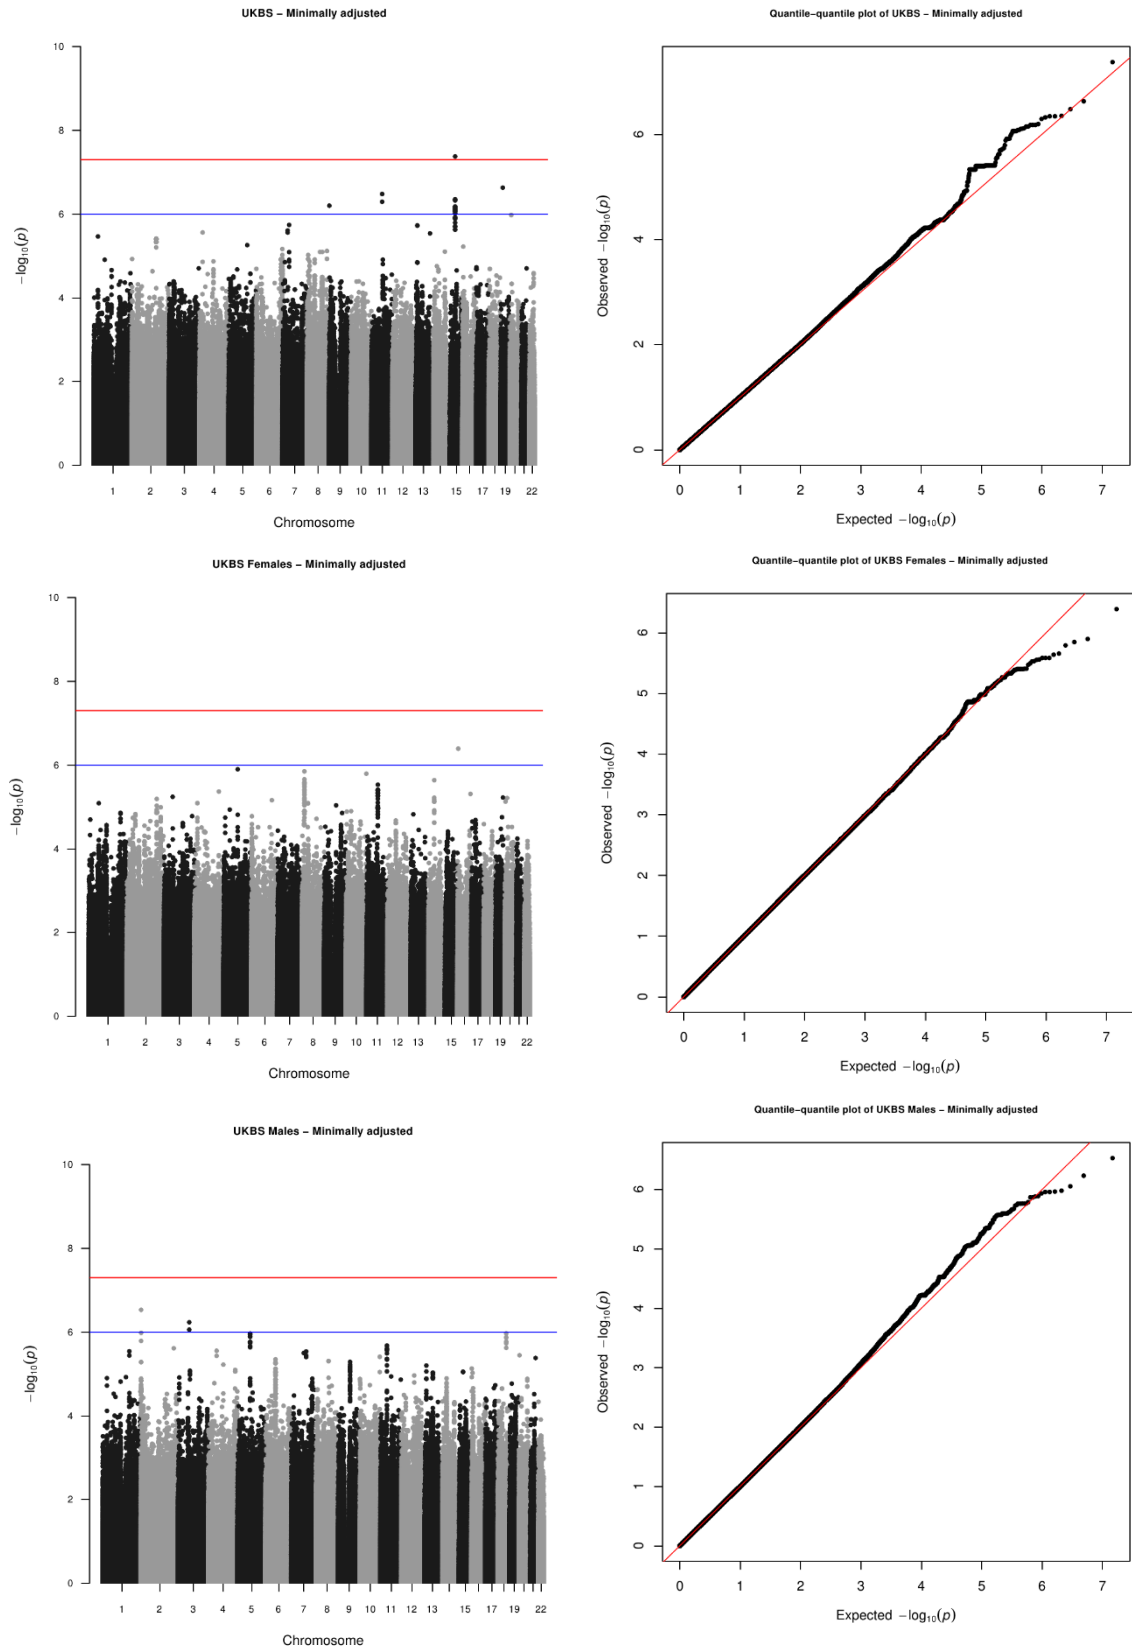 UKBS − Minimally adjusted
10
8
6
4
2
0
−log10(p)
1 2 3 4 5 6 7 8 9 10 11 12 13 15 17 19 22
Chromosome
Quantile−quantile plot of UKBS − Minimally adjusted
6
4
2
0
Observed −log10(p)
0 1 2 3 4 5 6 7
Expected −log10(p)
UKBS Females − Minimally adjusted
10
8
6
4
2
0
−log10(p)
1 2 3 4 5 6 7 8 9 10 11 12 13 15 17 19 22
Chromosome
Quantile−quantile plot of UKBS Females − Minimally adjusted
6
5
4
3
2
1
0
Observed −log10(p)
0 1 2 3 4 5 6 7
Expected −log10(p)
UKBS Males − Minimally adjusted
10
8
6
4
2
0
−log10(p)
1 2 3 4 5 6 7 8 9 10 11 12 13 15 17 19 22
Chromosome
Quantile−quantile plot of UKBS Males − Minimally adjusted
6
5
4
3
2
1
0
Observed −log10(p)
0 1 2 3 4 5 6 7
Expected −log10(p)